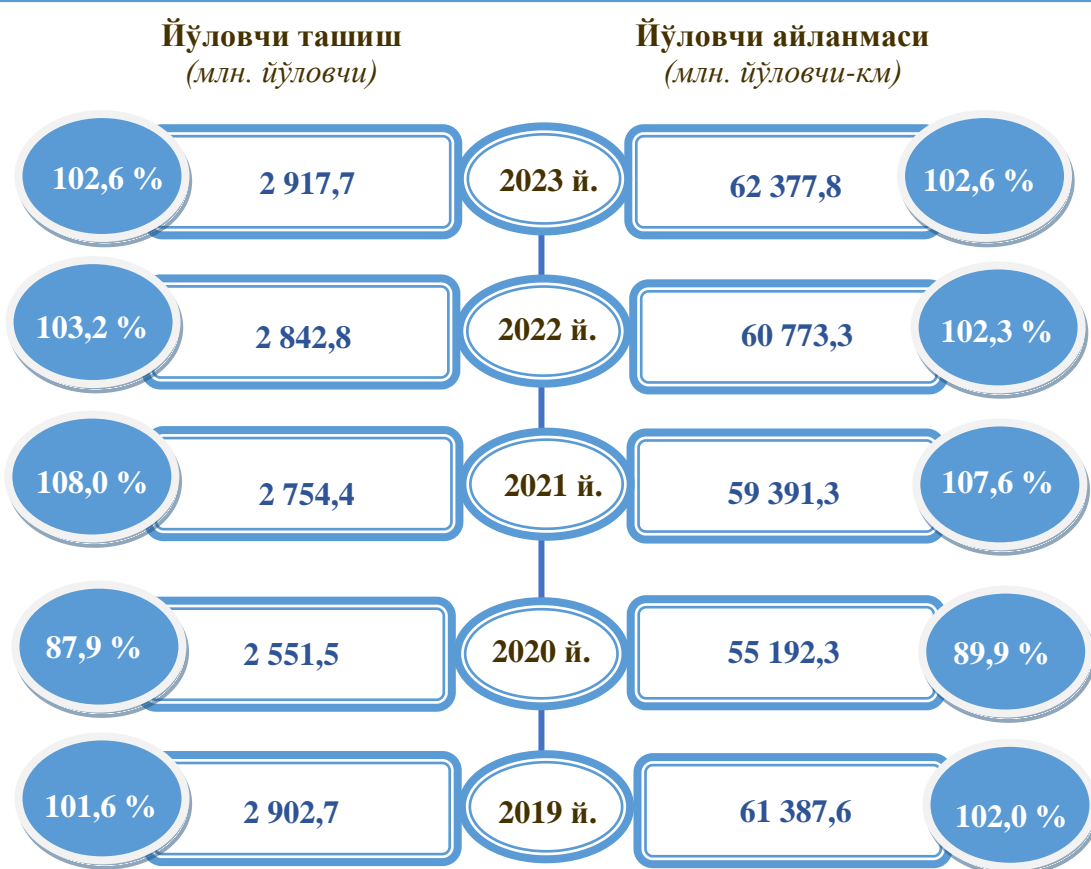 Йўловчи ташиш
(млн. йўловчи)
Йўловчи айланмаси
(млн. йўловчи-км)
102,6 %
2 917,7
2023 й.
62 377,8
102,6 %
103,2 %
2 842,8
2022 й.
60 773,3
102,3 %
108,0 %
2 754,4
2021 й.
59 391,3
107,6 %
87,9 %
2 551,5
2020 й.
55 192,3
89,9 %
101,6 %
2 902,7
2019 й.
61 387,6
102,0 %